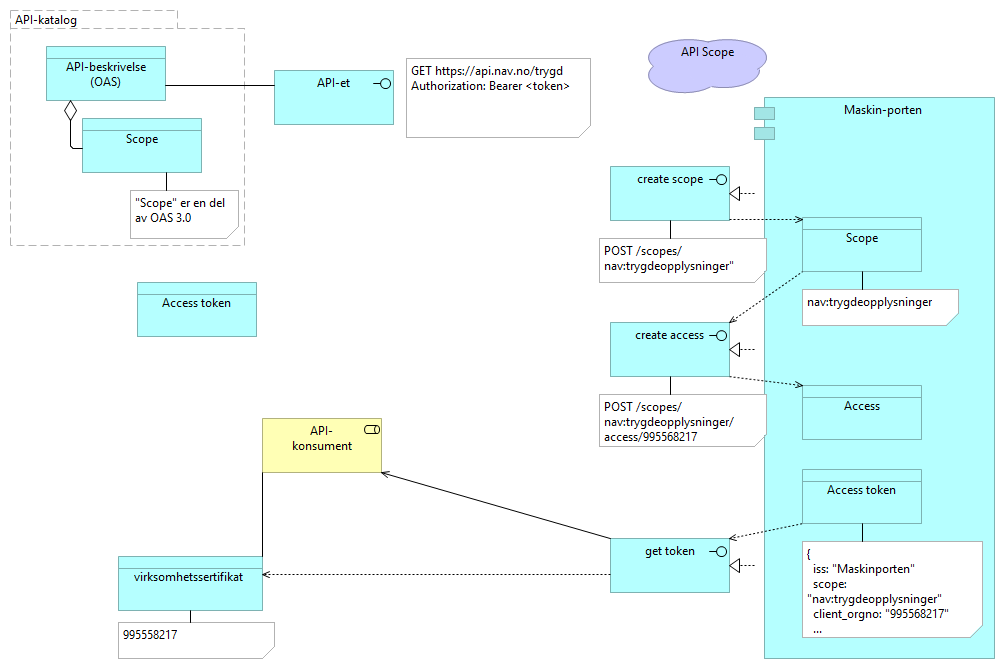 API-katalog
API-beskrivelse
(OAS)
Scope
"Scope" er en del
av OAS 3.0
API-et
GET https://api.nav.no/trygd
Authorization: Bearer <token>
API Scope
Maskin-porten
create scope
POST /scopes/
nav:trygdeopplysninger"
Scope
nav:trygdeopplysninger
Access token
create access
POST /scopes/
nav:trygdeopplysninger/
access/995568217
Access
API-
konsument
Access token
get token
{
iss: "Maskinporten"
scope:
"nav:trygdeopplysninger"
client_orgno: "995568217"
...
virksomhetssertifikat
995558217